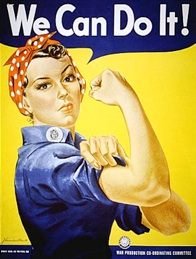 We Can Do It!
WAR PRODUCTION CO-ORDINATING COMMITTEE